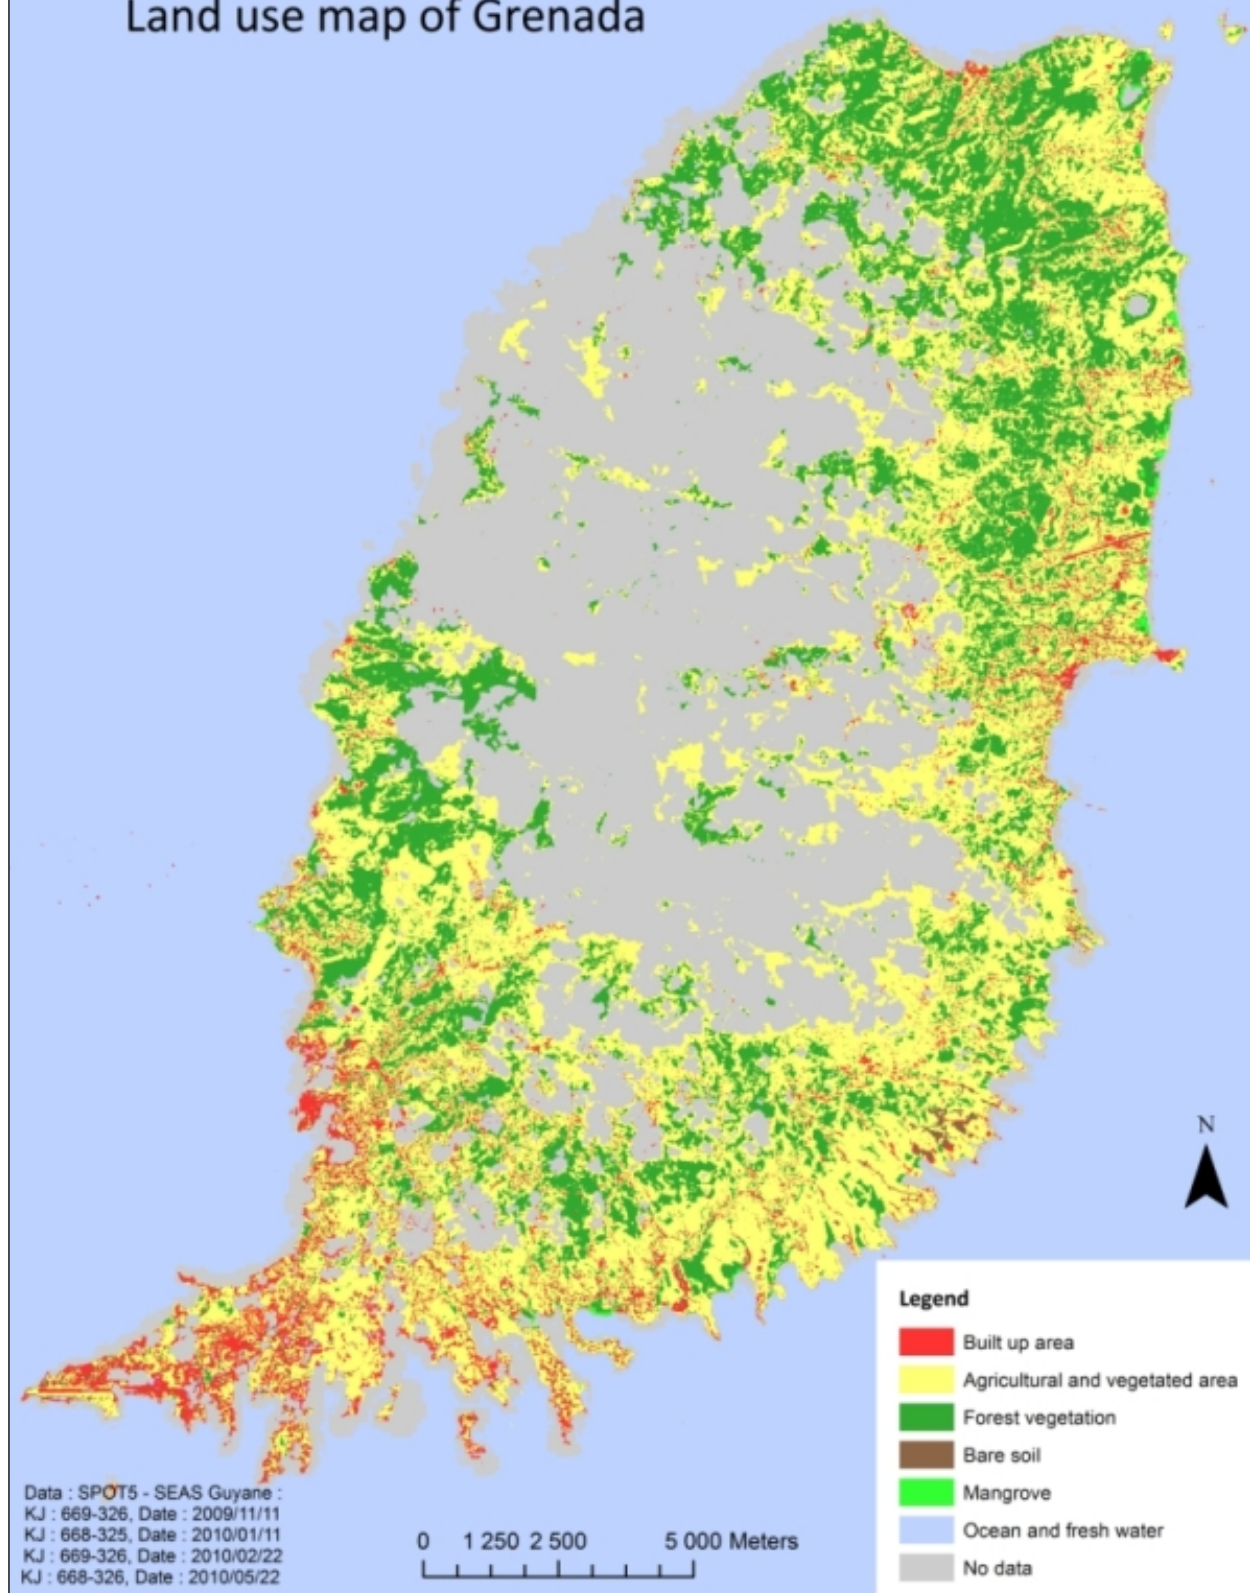 Land use map of Grenada
N
Legend
Built up area
Agricultural and vegetated area
Forest vegetation
Bare soil
Mangrove
Ocean and fresh water
No data
Data : SPOT5 - SEAS Guyane :
KJ : 669-326, Date : 2009/11/11
KJ : 668-325, Date : 2010/01/11
KJ : 669-326, Date : 2010/02/22
KJ : 668-326, Date : 2010/05/22
0 1 250 2 500 5 000 Meters